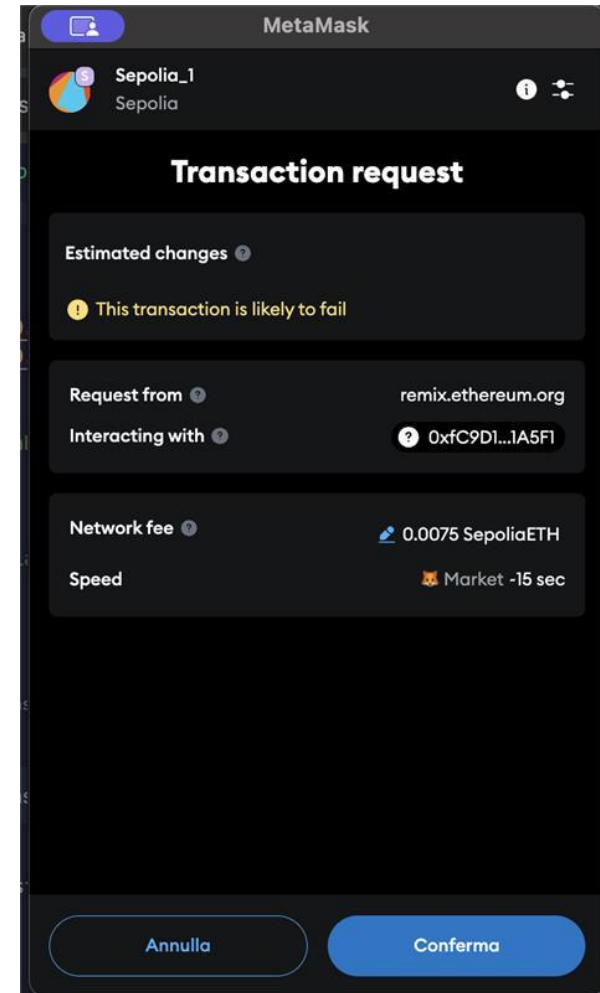 MetaMask
S
Sepolia_1
Sepolia
Transaction request
Estimated changes
This transaction is likely to fail
Request from remix.ethereum.org
Interacting with 0xfC9D1...1A5F1
Network fee 0.0075 SepoliaETH
Speed Market ~15 sec
Annulla Conferma